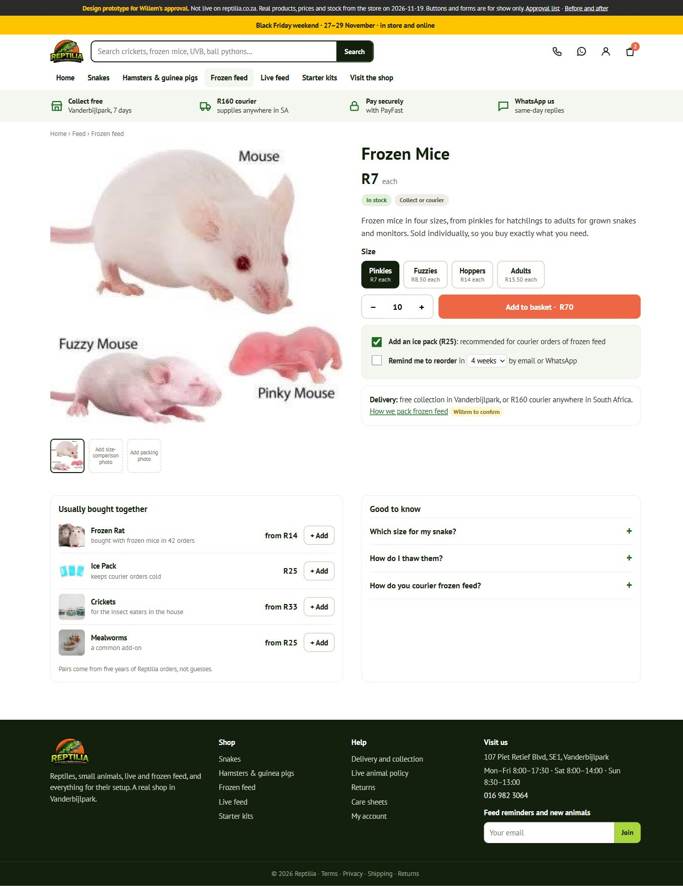 Design prototype for Willem's approval. Not live on reptilia.co.za. Real products, prices and stock from the store on 2026-11-19. Buttons and forms are for show only. Approval list · Before and after
Black Friday weekend · 27–29 November · in store and online
REPTILIA
Search crickets, frozen mice, UVB, ball pythons...
Search
2
Home
Snakes
Hamsters & guinea pigs
Frozen feed
Live feed
Starter kits
Visit the shop
Collect free
Vanderbijlpark, 7 days
R160 courier
supplies anywhere in SA
Pay securely
with PayFast
WhatsApp us
same-day replies
Home › Feed › Frozen feed
Mouse
Fuzzy Mouse
Pinky Mouse
Add size-
comparison
photo
Add packing
photo
Frozen Mice
R7 each
In stock
Collect or courier
Frozen mice in four sizes, from pinkies for hatchlings to adults for grown snakes
and monitors. Sold individually, so you buy exactly what you need.
Size
Pinkies
R7 each
Fuzzies
R8.50 each
Hoppers
R14 each
Adults
R15.50 each
− 10 +
Add to basket · R70
Add an ice pack (R25): recommended for courier orders of frozen feed
Remind me to reorder in 4 weeks by email or WhatsApp
Delivery: free collection in Vanderbijlpark, or R160 courier anywhere in South Africa.
How we pack frozen feed Willem to confirm
Usually bought together
Frozen Rat
bought with frozen mice in 42 orders
from R14
+ Add
Ice Pack
keeps courier orders cold
R25
+ Add
Crickets
for the insect eaters in the house
from R33
+ Add
Mealworms
a common add-on
from R25
+ Add
Pairs come from five years of Reptilia orders, not guesses.
Good to know
Which size for my snake? +
How do I thaw them? +
How do you courier frozen feed? +
REPTILIA
Reptiles, small animals, live and frozen feed, and
everything for their setup. A real shop in
Vanderbijlpark.
Shop
Snakes
Hamsters & guinea pigs
Frozen feed
Live feed
Starter kits
Help
Delivery and collection
Live animal policy
Returns
Care sheets
My account
Visit us
107 Piet Retief Blvd, SE1, Vanderbijlpark
Mon–Fri 8:00–17:30 · Sat 8:00–14:00 · Sun
8:30–13:00
016 982 3064
Feed reminders and new animals
Your email
Join
© 2026 Reptilia · Terms · Privacy · Shipping · Returns